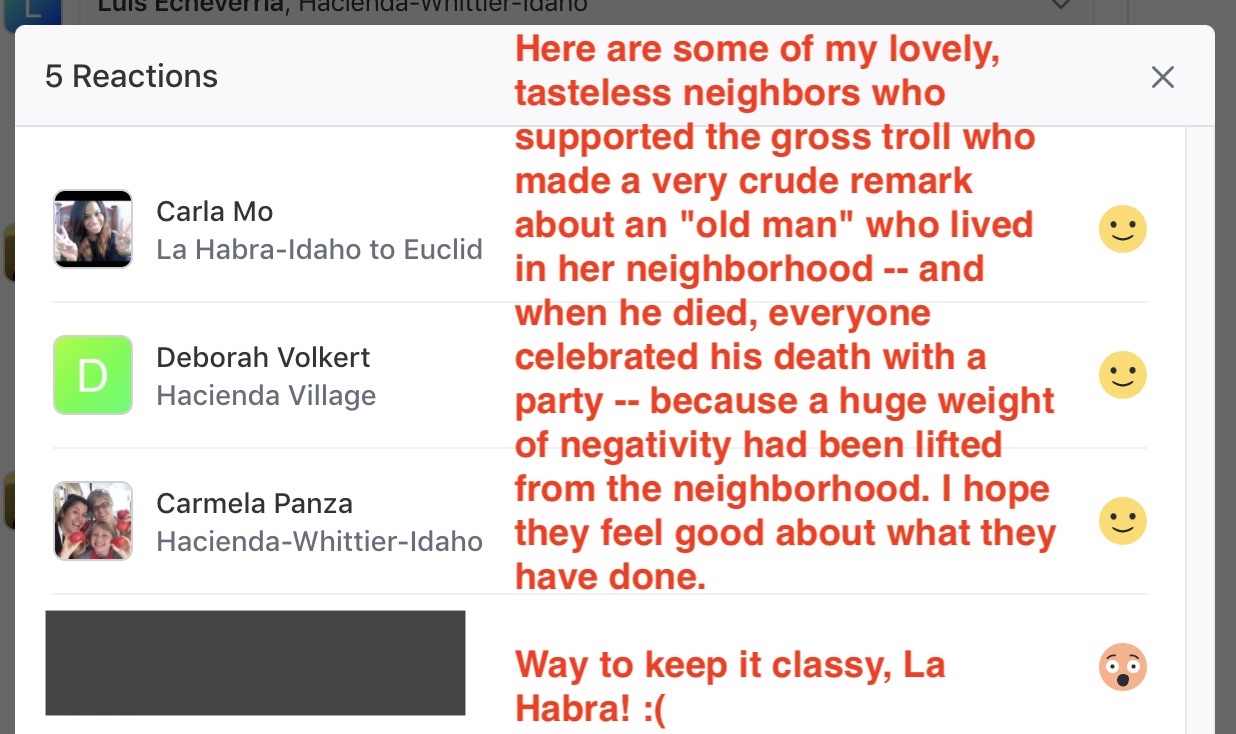 Luis Echeverria, Hacienda-Whittier-Idaho
L
5 Reactions
Here are some of my lovely,
tasteless neighbors who
supported the gross troll who
made a very crude remark
about an "old man" who lived
in her neighborhood -- and
when he died, everyone
celebrated his death with a
party -- because a huge weight
of negativity had been lifted
from the neighborhood. I hope
they feel good about what they
have done.
Way to keep it classy, La
Habra! :(
Carla Mo
La Habra-Idaho to Euclid
D
Deborah Volkert
Hacienda Village
Carmela Panza
Hacienda-Whittier-Idaho